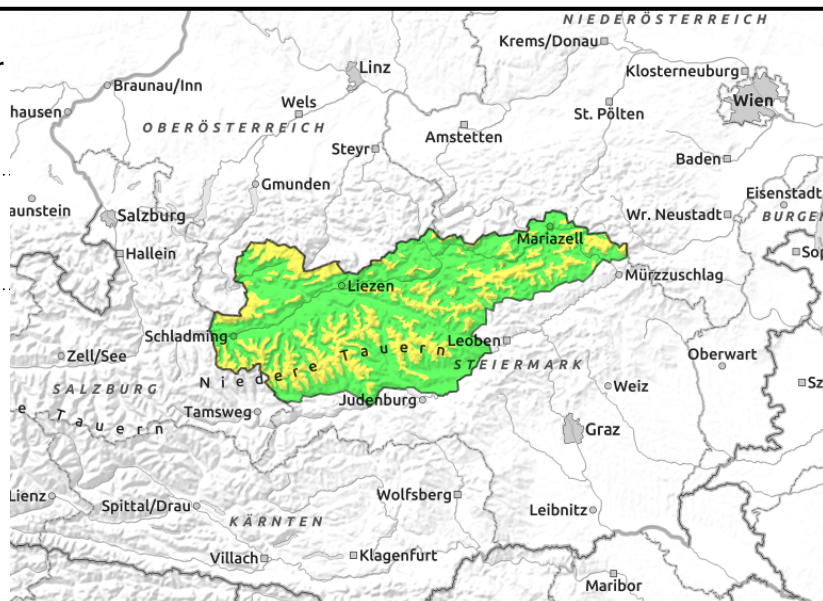 NIEDERÖSTERREICH
Krems/Donau
Linz
Klosterneuburg
Braunau/Inn
Wien
Wels
hausen
St. Pölten
OBERÖSTERREICH
Amstetten
Steyr
Baden
Gmunden
Eisenstadt
aunstein
Salzburg
Wr. Neustadt
BURGEN
Mariazell
Hallein
Sop
Mürzzuschlag
Liezen
Schladming
Leoben
Zell/See
Niedere Tauern
STEIERMARK
Oberwart
SALZBURG
Weiz
Sz
Tamsweg
Judenburg
e Tauern
Graz
Lienz
Wolfsberg
Spittal/Drau
Leibnitz
KÄRNTEN
Villach
Klagenfurt
Maribor